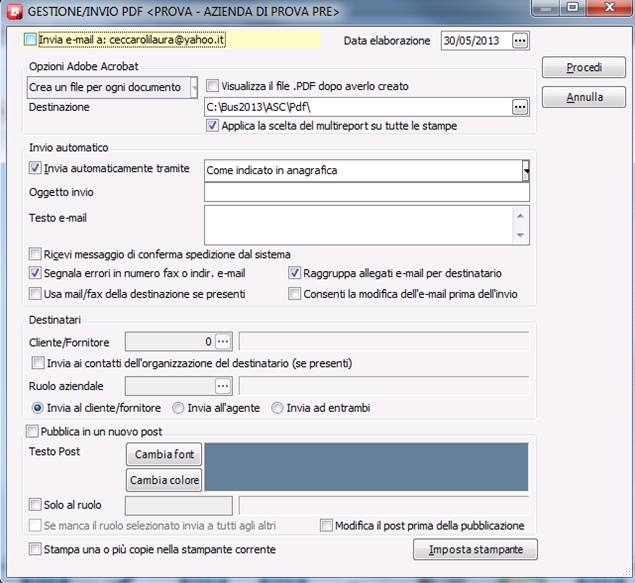 GESTIONE/INVIO PDF <PROVA - AZIENDA DI PROVA PRE>
Invia e-mail a: ceccarolilaura@yahoo.it
Data elaborazione 30/05/2013 ...
Opzioni Adobe Acrobat
Procedi
Crea un file per ogni documento
Visualizza il file .PDF dopo averlo creato
Annulla
Destinazione C:\Bus2013\ASC\Pdf\ ...
Applica la scelta del multireport su tutte le stampe
Invio automatico
Invia automaticamente tramite Come indicato in anagrafica
Oggetto invio
Testo e-mail
Ricevi messaggio di conferma spedizione dal sistema
Segnala errori in numero fax o indir. e-mail Raggruppa allegati e-mail per destinatario
Usa mail/fax della destinazione se presenti Consenti la modifica dell'e-mail prima dell'invio
Destinatari
Cliente/Fornitore 0 ...
Invia ai contatti dell'organizzazione del destinatario (se presenti)
Ruolo aziendale ...
Invia al cliente/fornitore Invia all'agente Invia ad entrambi
Pubblica in un nuovo post
Testo Post Cambia font
Cambia colore
Solo al ruolo
Se manca il ruolo selezionato invia a tutti agli altri Modifica il post prima della pubblicazione
Stampa una o più copie nella stampante corrente Imposta stampante